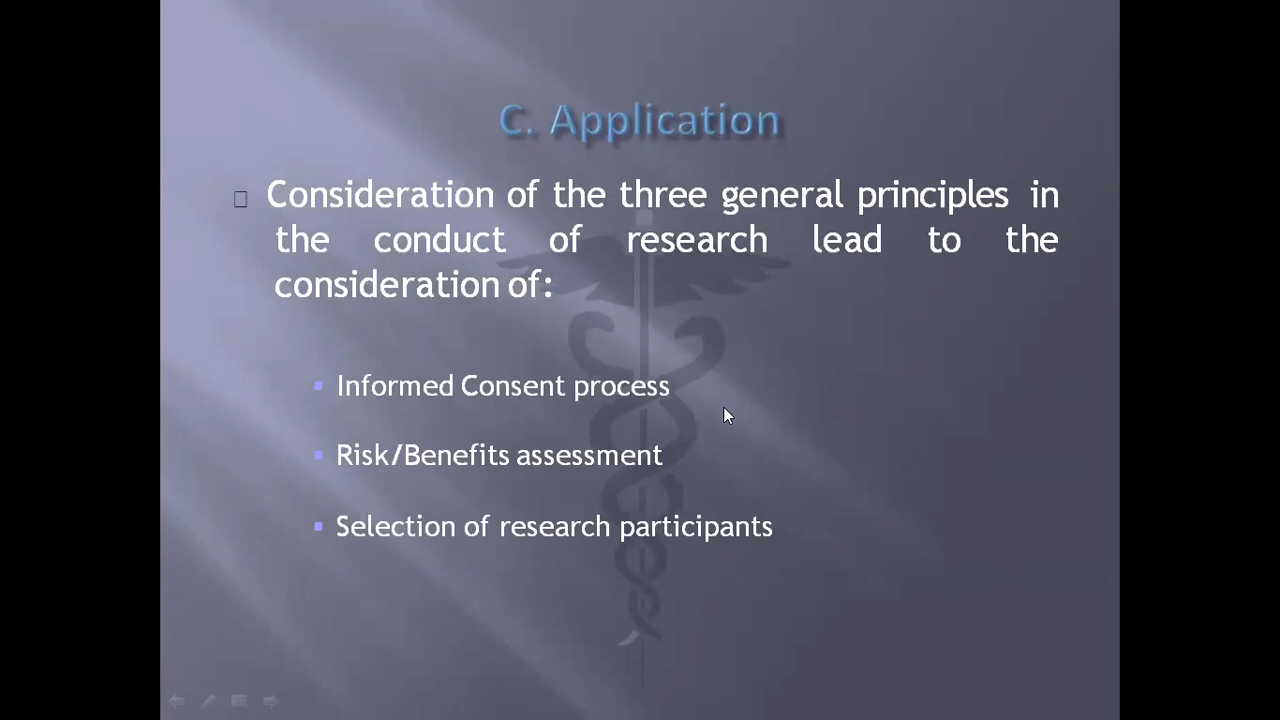 C. Application
Consideration of the three general principles in
the conduct of research lead to the
consideration of:
Informed Consent process
Risk/Benefits assessment
Selection of research participants